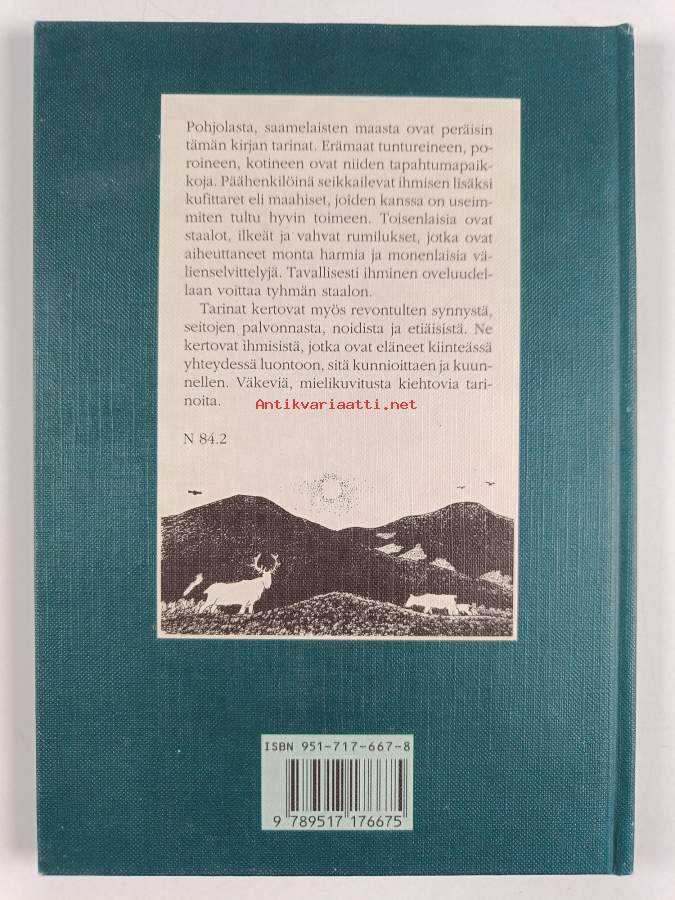 Pohjolasta, saamelaisten maasta ovat peräisin
tämän kirjan tarinat. Erämaat tuntureineen, po-
roineen, kotineen ovat niiden tapahtumapaik-
koja. Päähenkilöinä seikkailevat ihmisen lisäksi
kufittaret eli maahiset, joiden kanssa on useim-
miten tultu hyvin toimeen. Toisenlaisia ovat
staalot, ilkeät ja vahvat rumilukset, jotka ovat
aiheuttaneet monta harmia ja monenlaisia vä-
lienselvittelyjä. Tavallisesti ihminen oveluudel-
laan voittaa tyhmän staalon.
Tarinat kertovat myös revontulten synnystä,
seitojen palvonnasta, noidista ja etiäisistä. Ne
kertovat ihmisistä, jotka ovat eläneet kiinteässä
yhteydessä luontoon, sitä kunnioittaen ja kuun-
nellen. Väkeviä, mielikuvitusta kiehtovia tari-
noita.
Antikvariaatti.net
N 84.2
ISBN 951-717-667-8
9 789517 176675